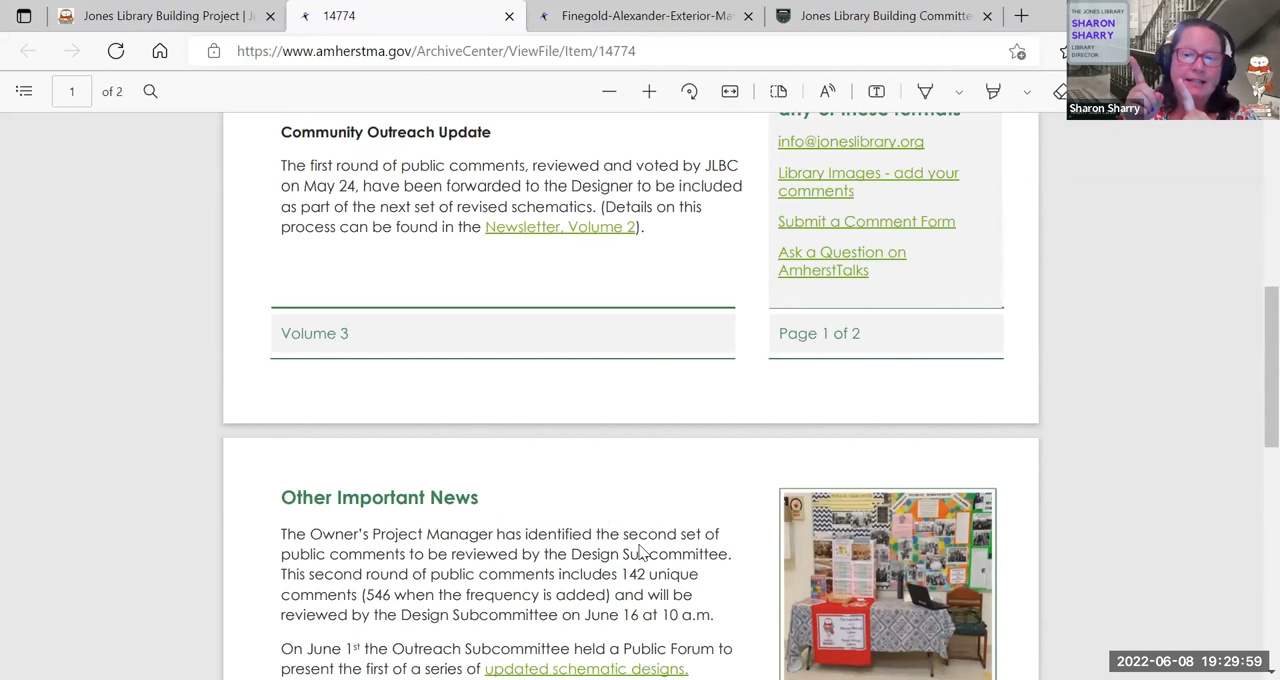 Jones Library Building Project | J
14774
Finegold-Alexander-Exterior-Ma
Jones Library Building Committe
https://www.amherstma.gov/ArchiveCenter/ViewFile/Item/14774
1 of 2
THE JONES LIBRARY
SHARON
SHARRY
LIBRARY
DIRECTOR
Sharon Sharry
Community Outreach Update
The first round of public comments, reviewed and voted by JLBC
on May 24, have been forwarded to the Designer to be included
as part of the next set of revised schematics. (Details on this
process can be found in the Newsletter, Volume 2).
any of these formats
info@joneslibrary.org
Library Images - add your
comments
Submit a Comment Form
Ask a Question on
AmherstTalks
Volume 3
Page 1 of 2
Other Important News
The Owner's Project Manager has identified the second set of
public comments to be reviewed by the Design Subcommittee.
This second round of public comments includes 142 unique
comments (546 when the frequency is added) and will be
reviewed by the Design Subcommittee on June 16 at 10 a.m.
On June 1st the Outreach Subcommittee held a Public Forum to
present the first of a series of updated schematic designs.
2022-06-08 19:29:59